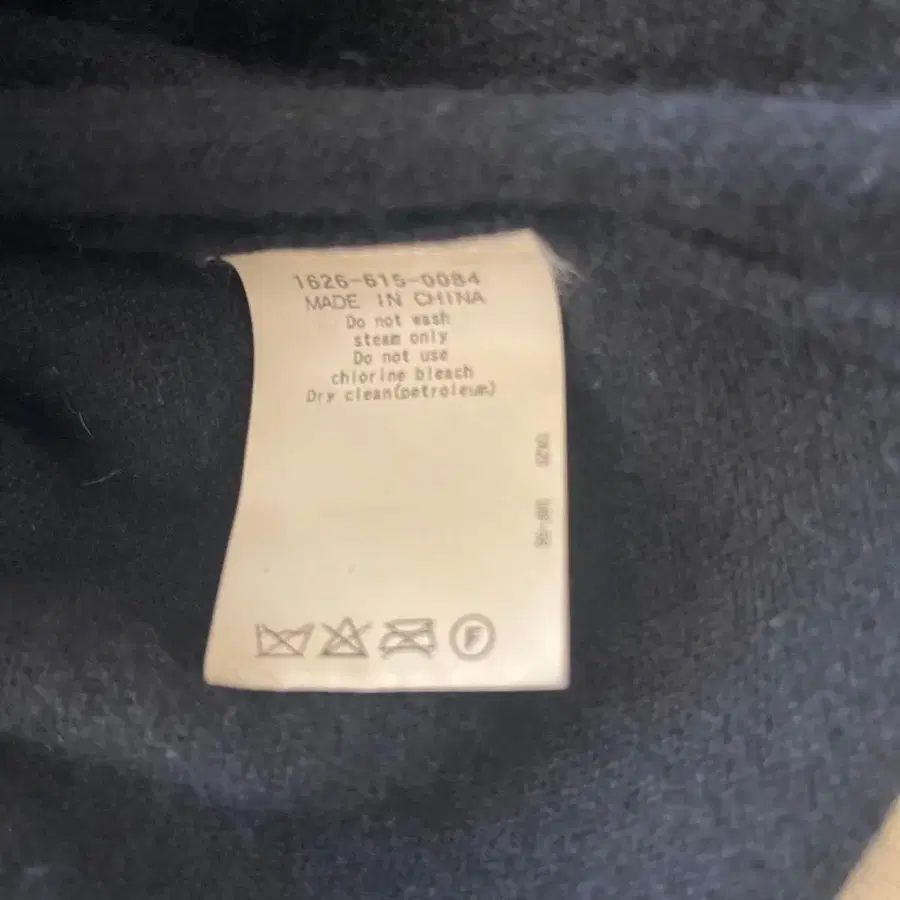 1626-615-0084
MADE IN CHINA
Do not wash
steam only
Do not use
chlorine bleach
Dry clean(petroleum)
F